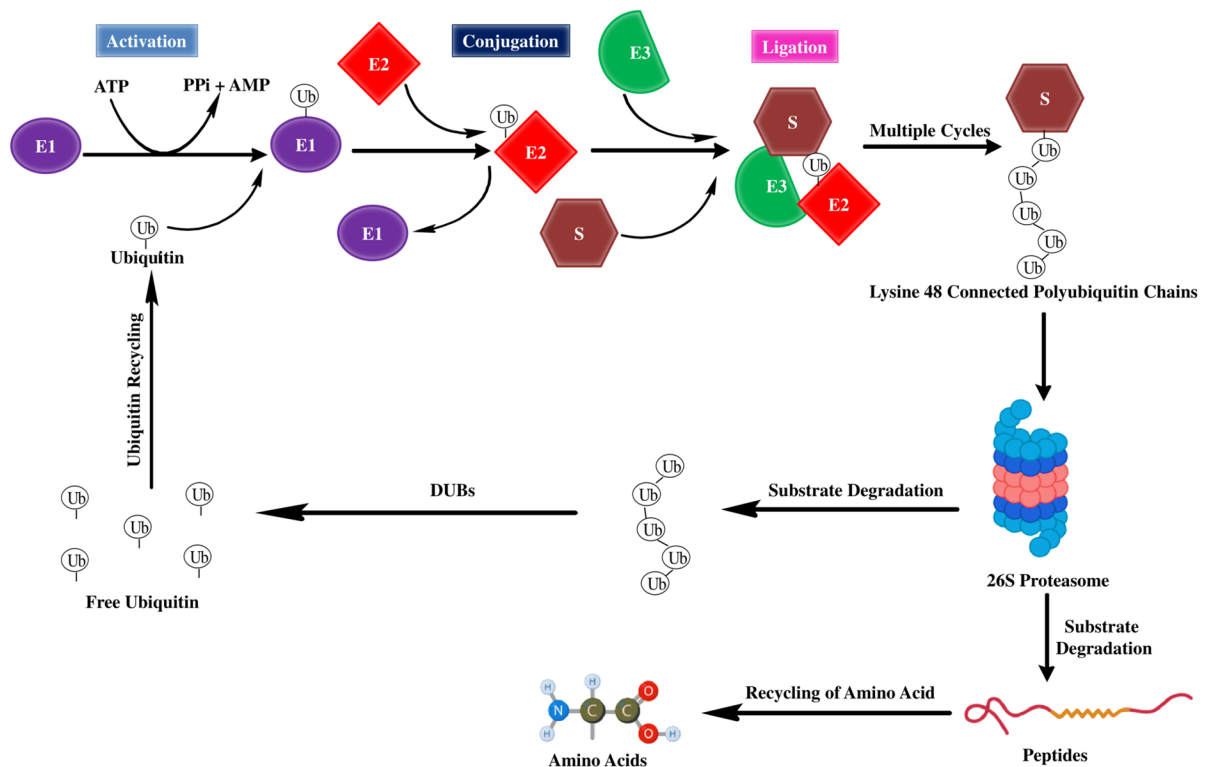 Activation
Conjugation
Ligation
ATP
PPi + AMP
E1
Ub
E1
E2
Ub
E2
E1
E3
S
S
Ub
E3
E2
Multiple Cycles
S
Ub
Ub
Ub
Ub
Ub
Lysine 48 Connected Polyubiquitin Chains
Ub
Ubiquitin
Ubiquitin Recycling
26S Proteasome
Substrate Degradation
Ub
Ub
Ub
Ub
Ub
DUBs
Ub
Ub
Ub
Ub
Ub
Free Ubiquitin
Substrate
Degradation
Peptides
Recycling of Amino Acid
H
H
O
N
C
C
H
O
H
Amino Acids